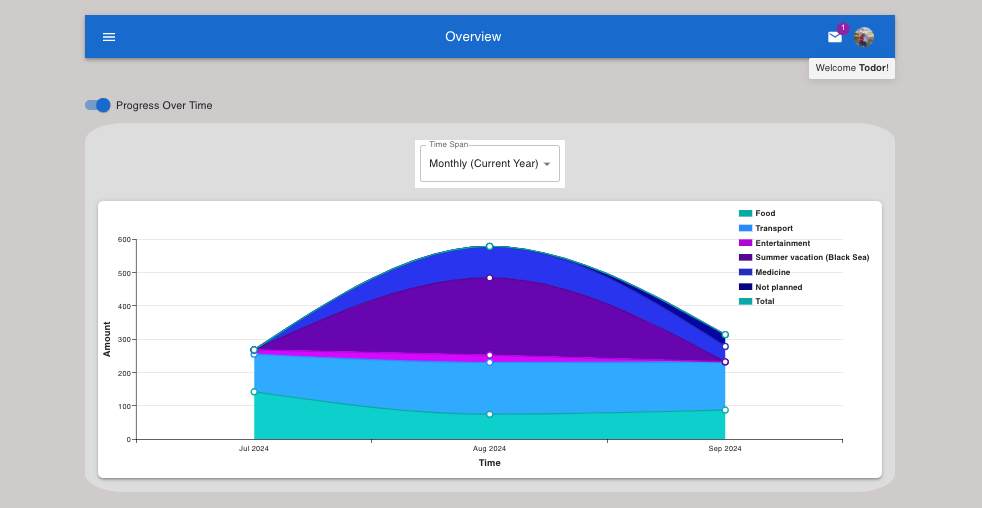 Overview
1
Welcome Todor!
Progress Over Time
Time Span
Monthly (Current Year)
Food
Transport
Entertainment
Summer vacation (Black Sea)
Medicine
Not planned
Total
600
500
400
300
200
100
0
Amount
Jul 2024
Aug 2024
Sep 2024
Time